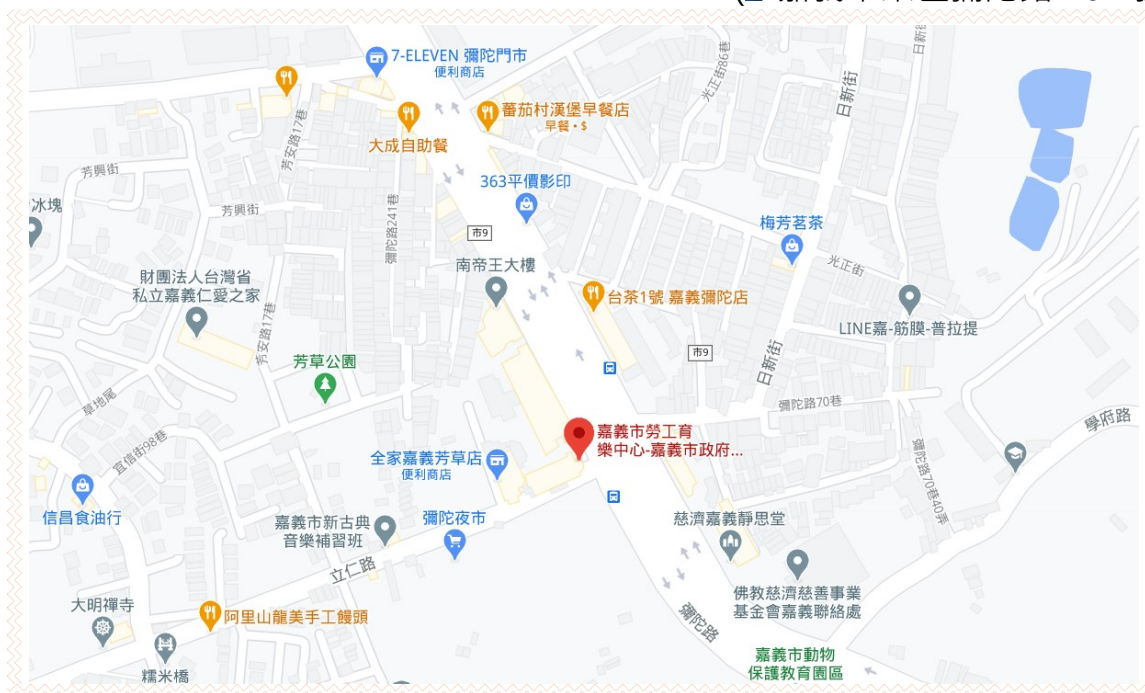 7-ELEVEN 彌陀門市
便利商店
蕃茄村漢堡早餐店
早餐・$
大成自助餐
光正街86巷
日新街
日新
芳安路17巷
芳興街
363平價影印
冰塊
芳興街
彌陀路241巷
市9
梅芳茗茶
南帝王大樓
光正街
財團法人台灣省
私立嘉義仁愛之家
台茶1號 嘉義彌陀店
LINE嘉-筋膜-普拉提
芳安路17巷
市9
芳草公園
日新街
草地尾
彌陀路70巷
學府路
嘉義市勞工育
樂中心-嘉義市政府...
宜信街98巷
全家嘉義芳草店
便利商店
彌陀路70巷40弄
信昌食油行
嘉義市新古典
音樂補習班
彌陀夜市
慈濟嘉義靜思堂
立仁路
佛教慈濟慈善事業
基金會嘉義聯絡處
大明禪寺
阿里山龍美手工饅頭
彌陀路
嘉義市動物
保護教育園區
糯米橋